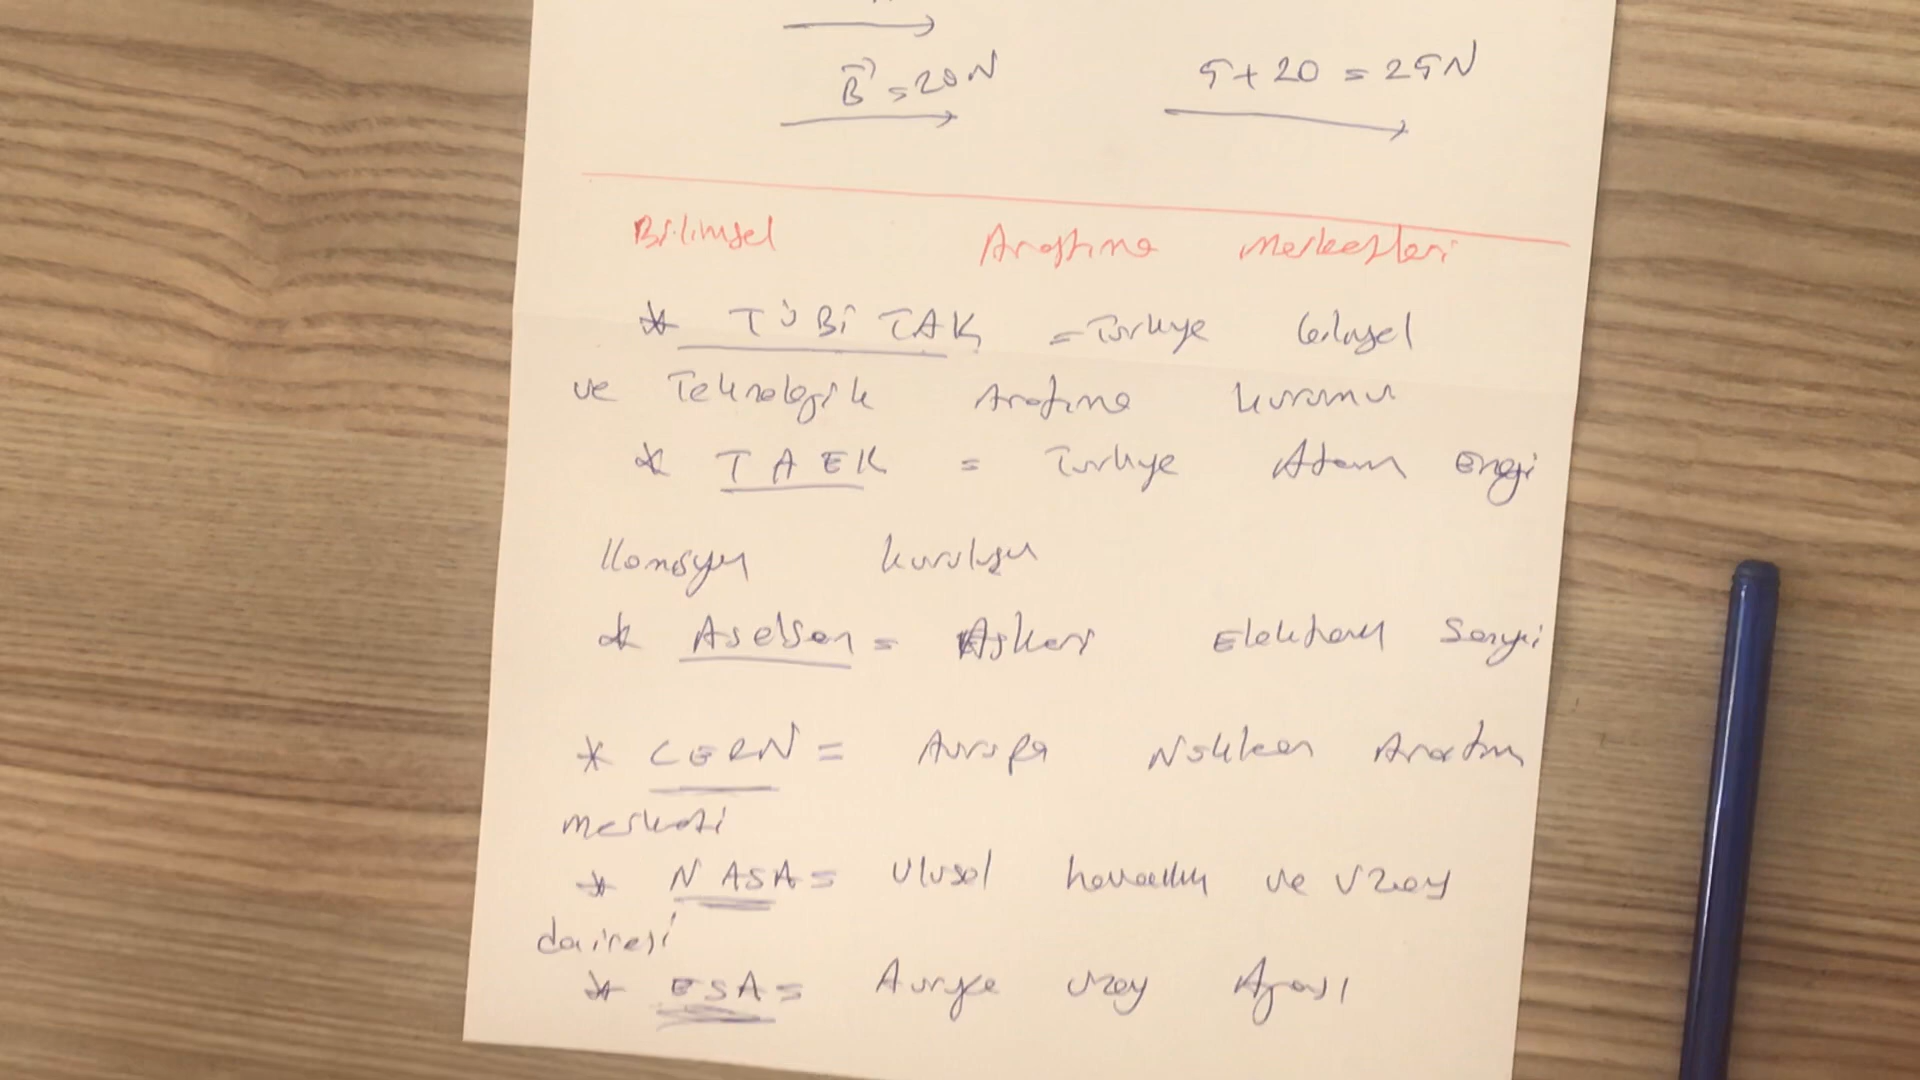 B = 20N
5 + 20 = 25N
Bilimsel Araştırma Merkezleri
* TÜBİTAK = Türkiye bilimsel
ve Teknolojik Araştırma kurumu
* TAEK = Türkiye Atom Enerji
Komisyon kuruluşu
* Aselsan = Askeri Elektronik Sanayi
* CERN = Avrupa Nükleer Araştırma
merkezi
* NASA = Ulusal havacılık ve Uzay
dairesi
* ESA = Avrupa Uzay Ajansı